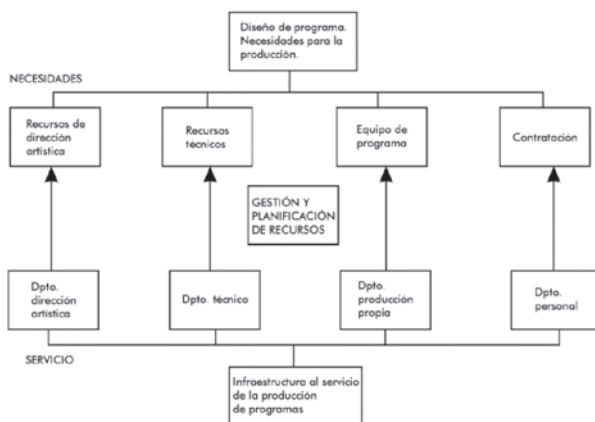 Diseño de programa.
Necesidades para la
producción.
NECESIDADES
Recursos de
dirección
artística
Recursos
técnicos
Equipo de
programa
Contratación
GESTIÓN Y
PLANIFICACIÓN
DE RECURSOS
Dpto.
dirección
artística
Dpto. técnico
Dpto.
producción
propia
Dpto.
personal
SERVICIO
Infraestructura al servicio
de la producción
de programas